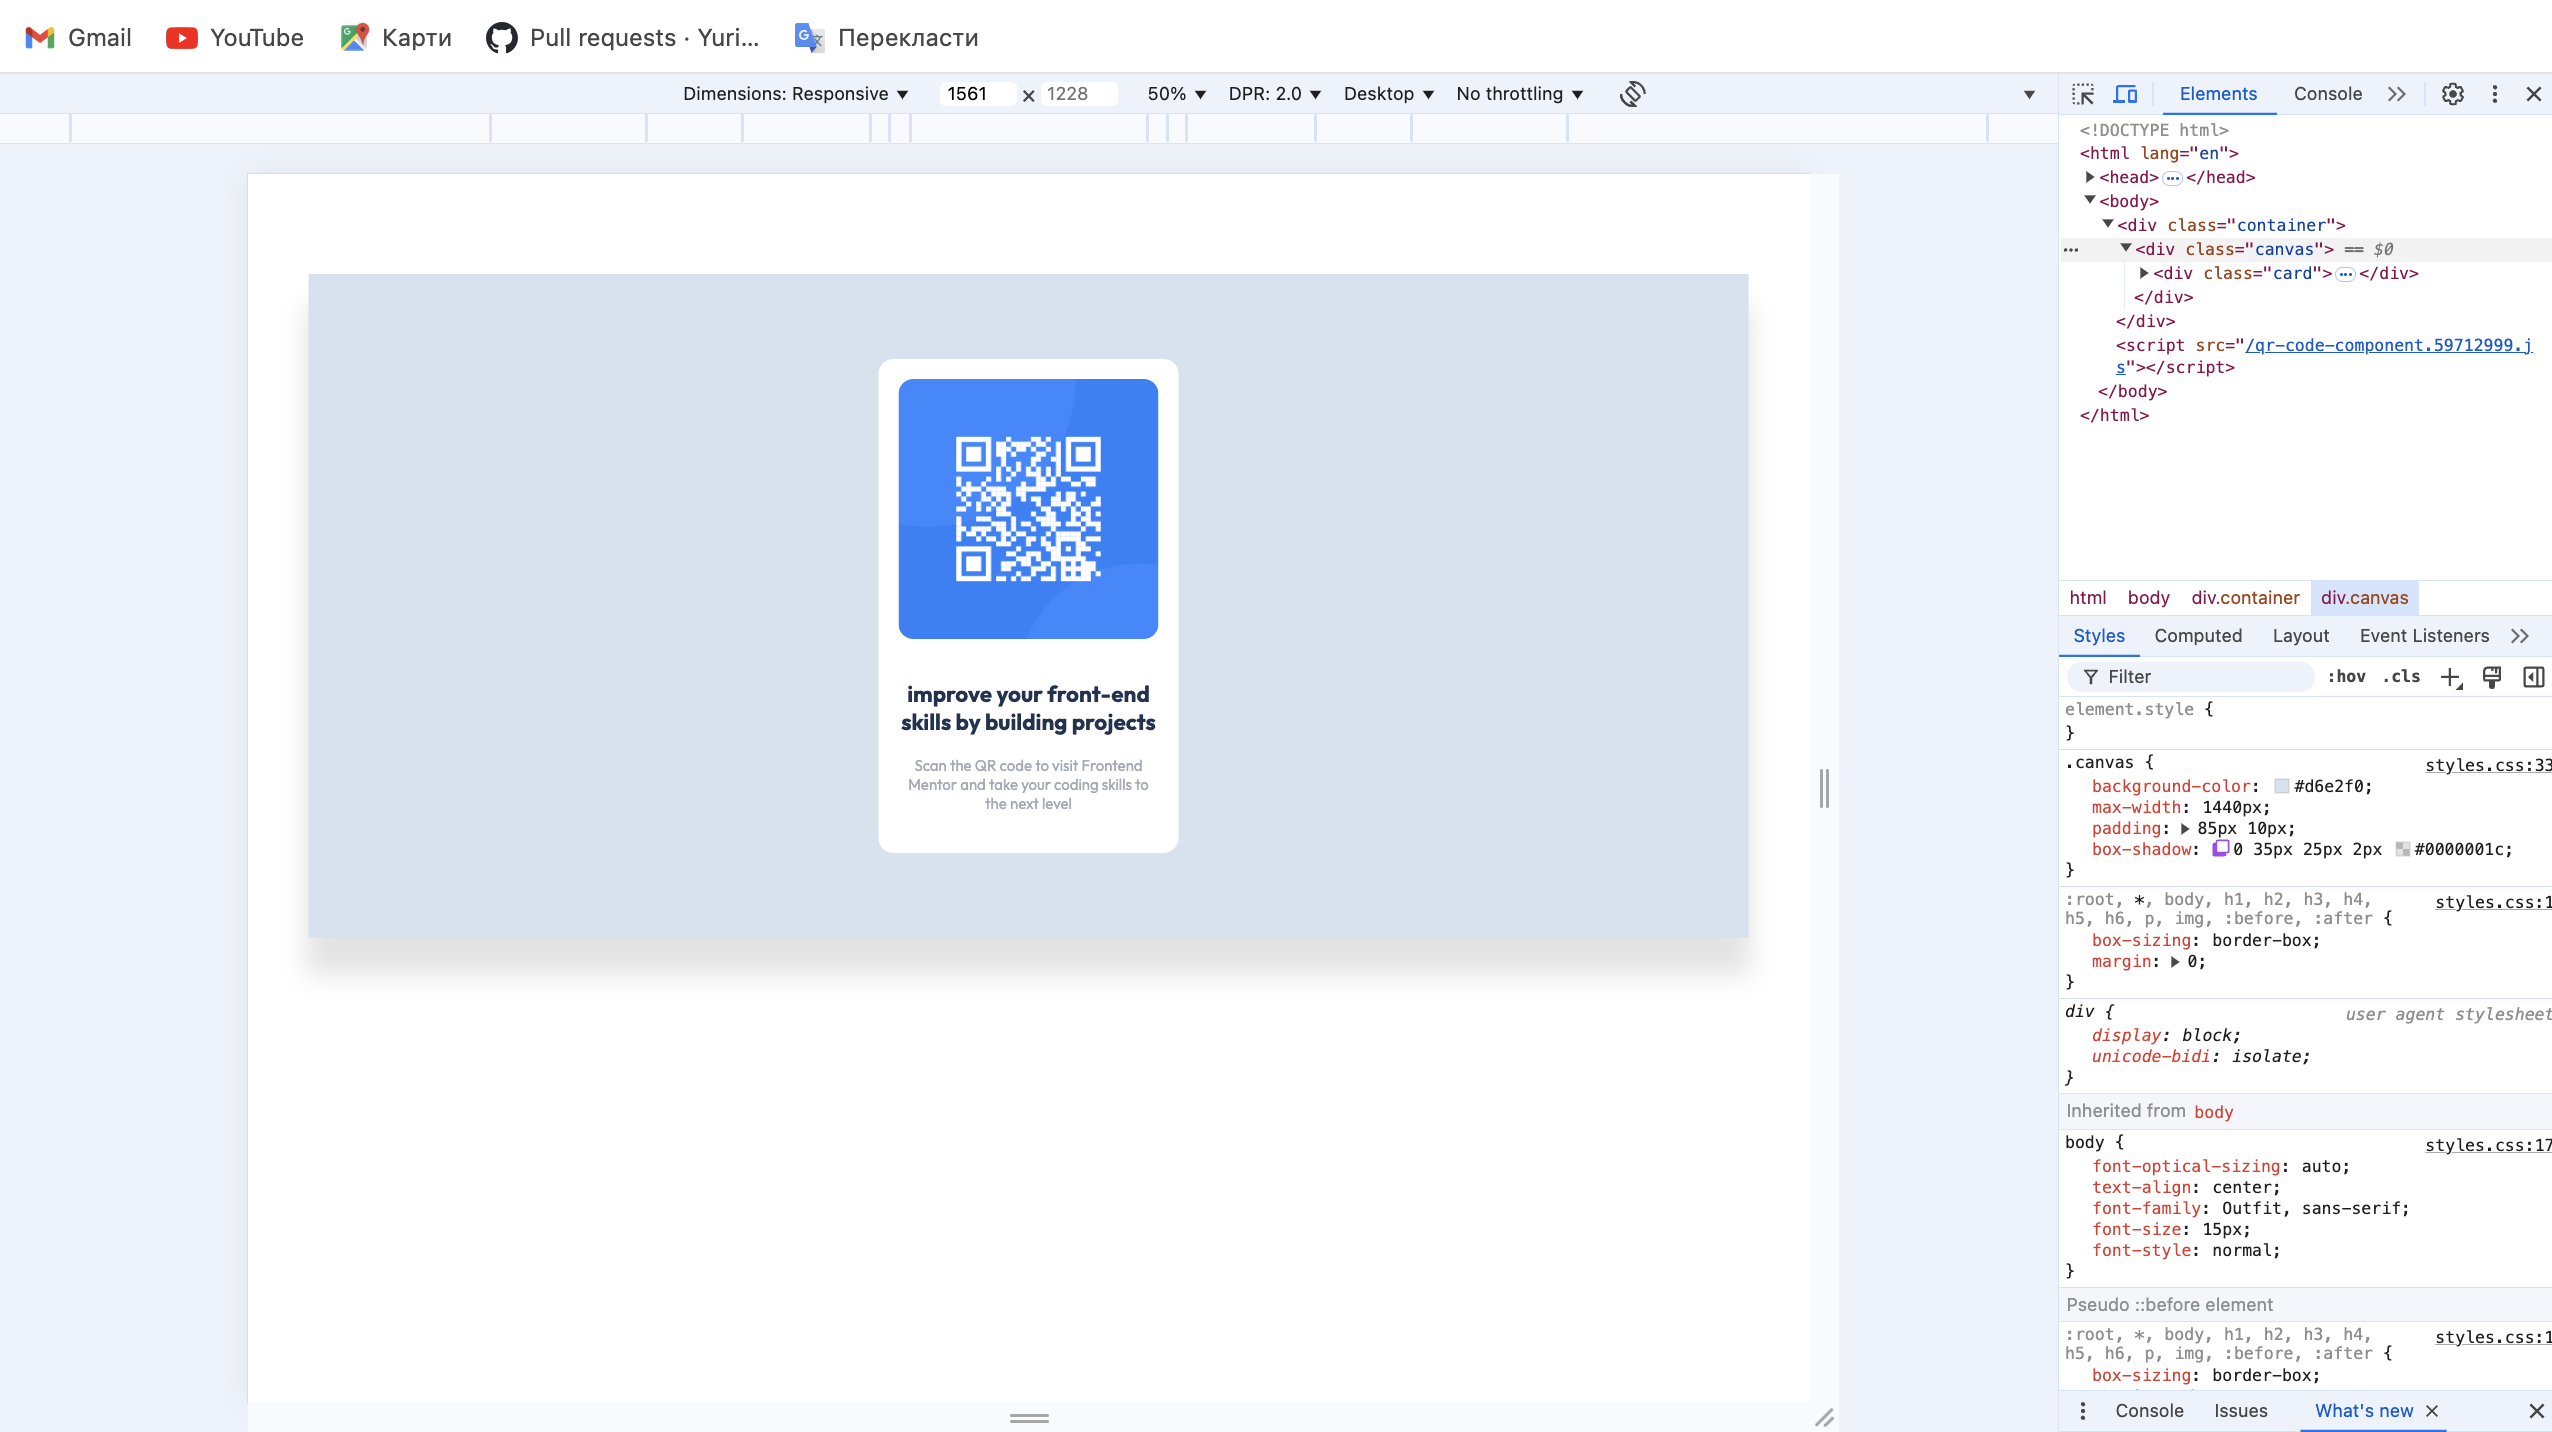 Gmail YouTube Карти Pull requests · Yuri... Перекласти
Dimensions: Responsive ▼ 1561 × 1228 50% ▼ DPR: 2.0 ▼ Desktop ▼ No throttling ▼
Elements Console
<!DOCTYPE html>
<html lang="en">
<head> ··· </head>
<body>
<div class="container">
··· <div class="canvas"> == $0
<div class="card"> ··· </div>
</div>
</div>
<script src="/qr-code-component.59712999.j
s"></script>
</body>
</html>
improve your front-end
skills by building projects
Scan the QR code to visit Frontend
Mentor and take your coding skills to
the next level
html body div.container div.canvas
Styles Computed Layout Event Listeners
Filter :hov .cls
element.style {
}
.canvas { styles.css:33
background-color: #d6e2f0;
max-width: 1440px;
padding: 85px 10px;
box-shadow: 0 35px 25px 2px #0000001c;
}
:root, *, body, h1, h2, h3, h4, styles.css:1
h5, h6, p, img, :before, :after {
box-sizing: border-box;
margin: 0;
}
div { user agent stylesheet
display: block;
unicode-bidi: isolate;
}
Inherited from body
body { styles.css:17
font-optical-sizing: auto;
text-align: center;
font-family: Outfit, sans-serif;
font-size: 15px;
font-style: normal;
}
Pseudo ::before element
:root, *, body, h1, h2, h3, h4, styles.css:1
h5, h6, p, img, :before, :after {
box-sizing: border-box;
Console Issues What's new